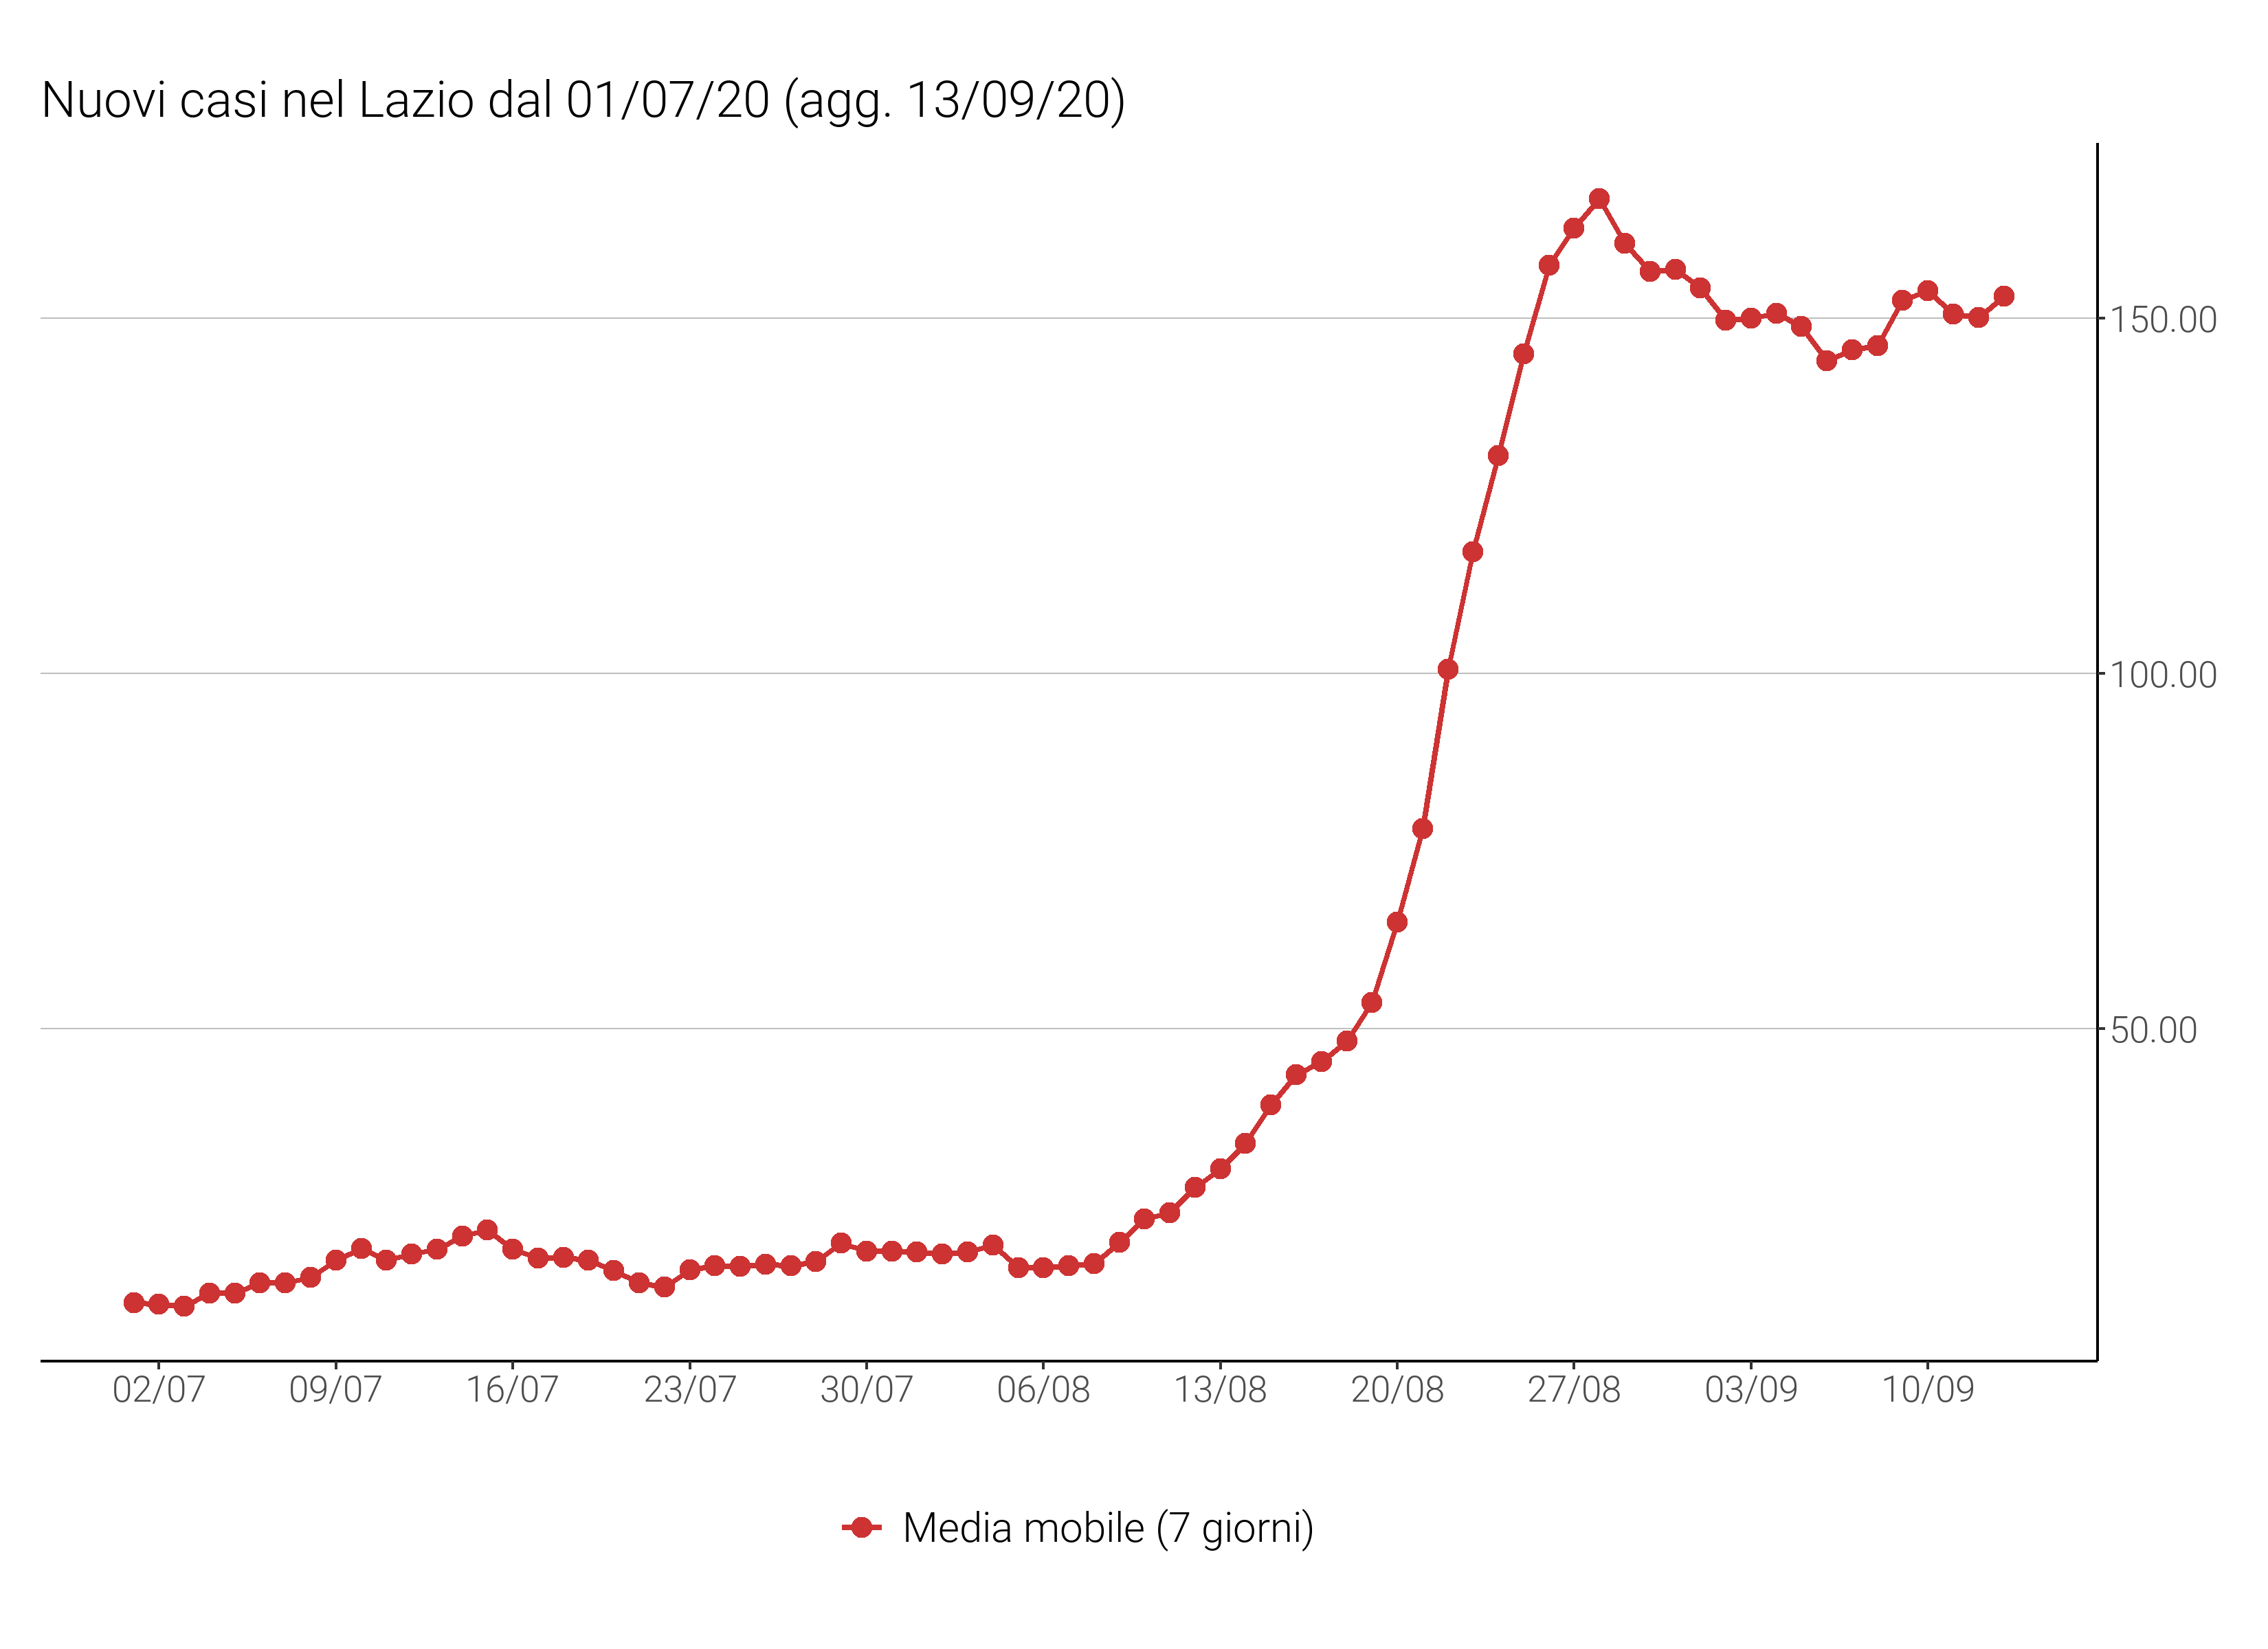 Nuovi casi nel Lazio dal 01/07/20 (agg. 13/09/20)
150.00
100.00
50.00
02/07 09/07 16/07 23/07 30/07 06/08 13/08 20/08 27/08 03/09 10/09
Media mobile (7 giorni)